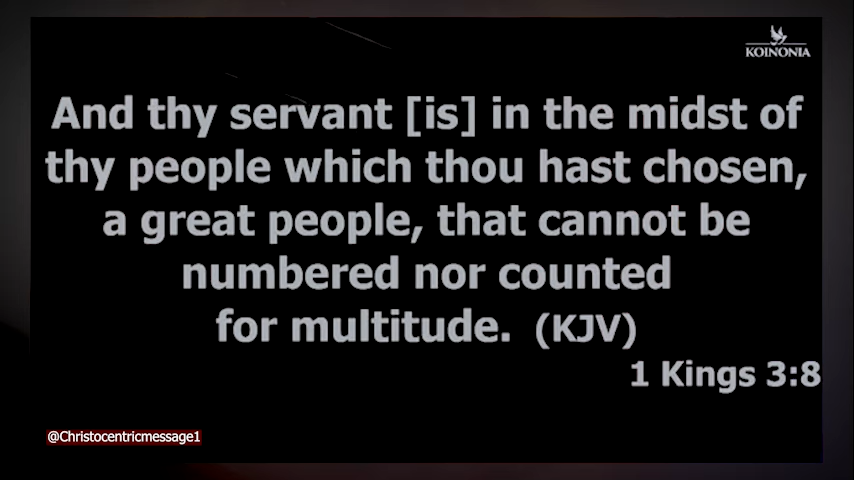 KOINONIA
And thy servant [is] in the midst of
thy people which thou hast chosen,
a great people, that cannot be
numbered nor counted
for multitude. (KJV)
1 Kings 3:8
@Christocentricmessage1